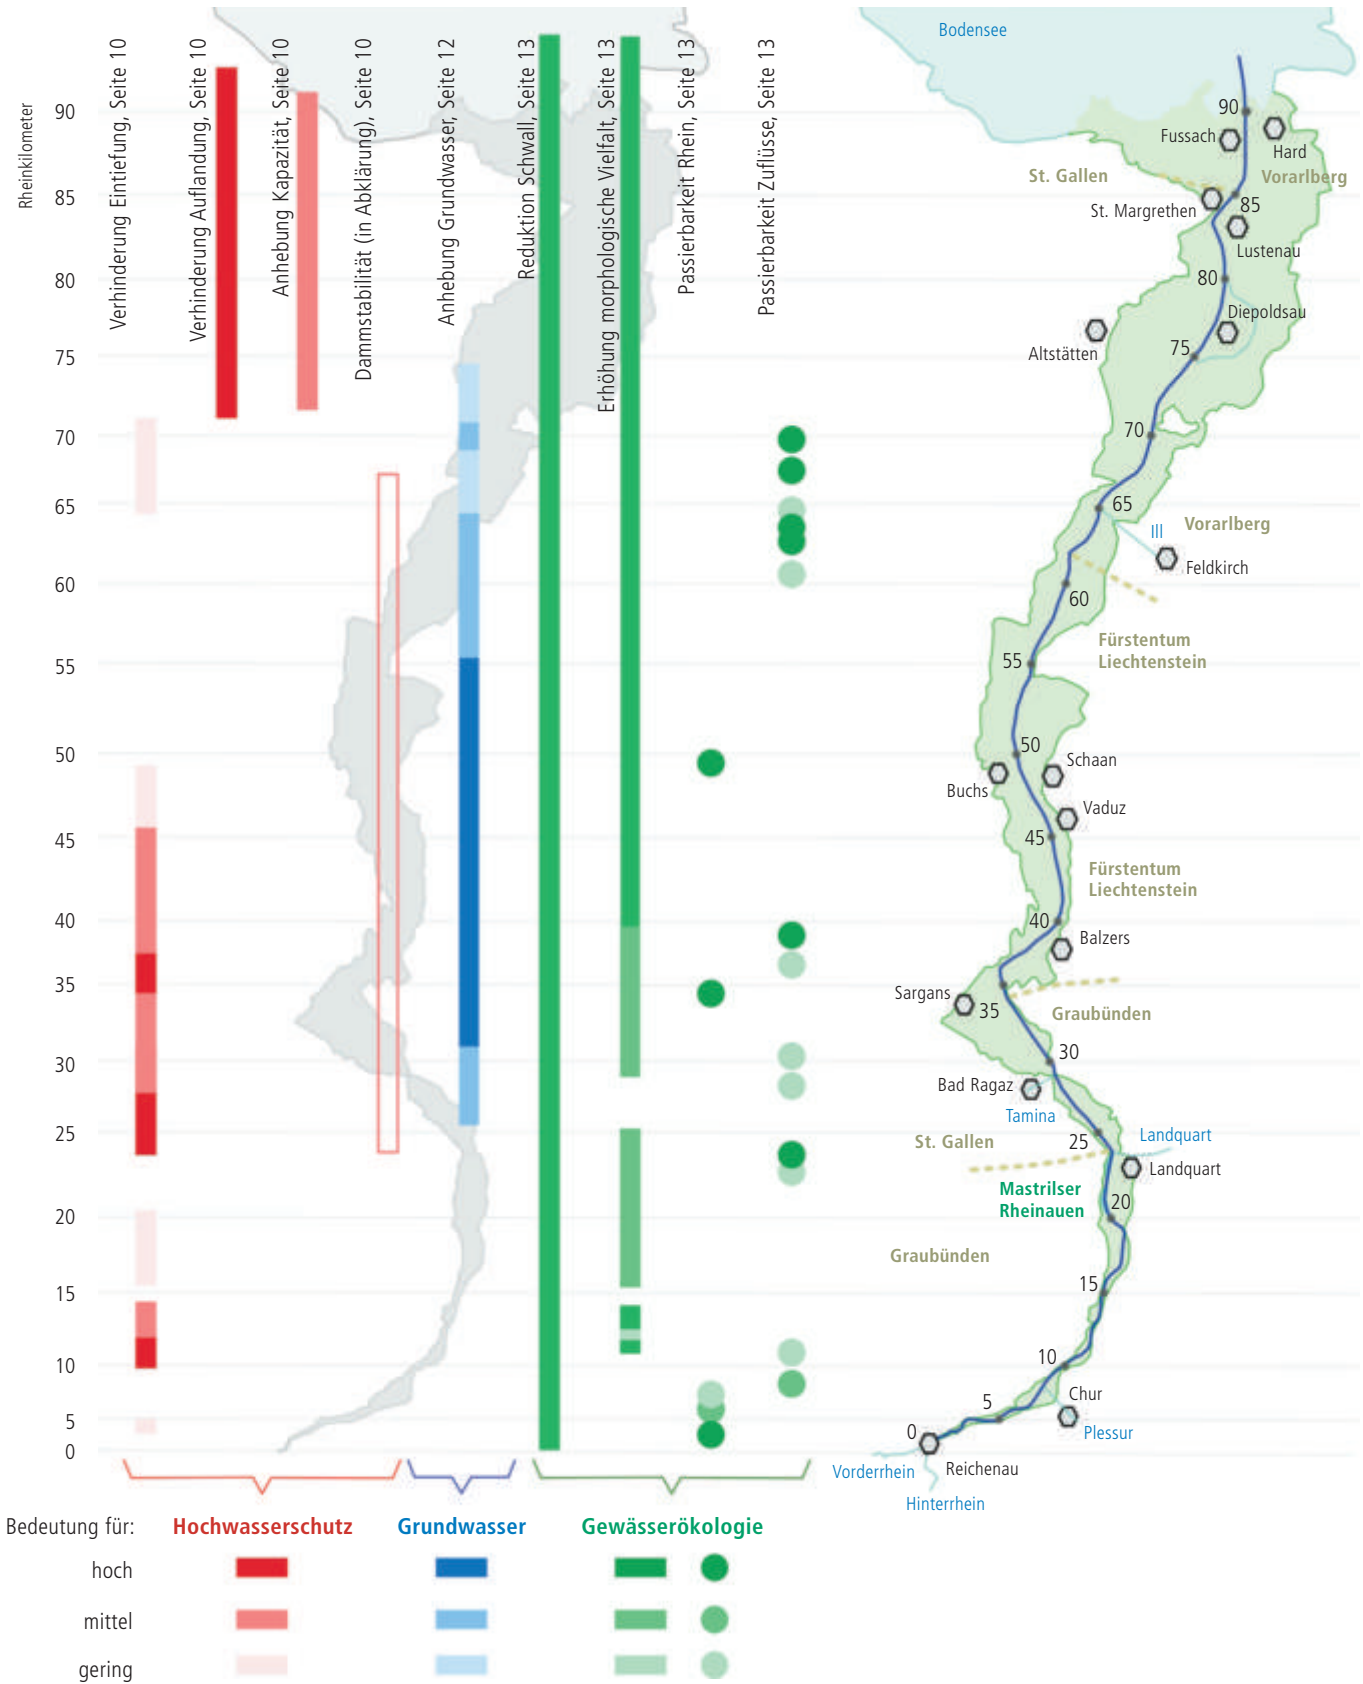 Rheinkilometer
Verhinderung Eintiefung, Seite 10
Verhinderung Auflandung, Seite 10
Anhebung Kapazität, Seite 10
Dammstabilität (in Abklärung), Seite 10
Anhebung Grundwasser, Seite 12
Reduktion Schwall, Seite 13
Erhöhung morphologische Vielfalt, Seite 13
Passierbarkeit Rhein, Seite 13
Passierbarkeit Zuflüsse, Seite 13
90
85
80
75
70
65
60
55
50
45
40
35
30
25
20
15
10
5
0
Bodensee
90
Fussach
Hard
St. Gallen
Vorarlberg
St. Margrethen
85
Lustenau
80
Diepoldsau
Altstätten
75
70
65
Ill
Vorarlberg
Feldkirch
60
Fürstentum
Liechtenstein
55
50
Schaan
Buchs
Vaduz
45
Fürstentum
Liechtenstein
40
Balzers
Sargans
35
Graubünden
30
Bad Ragaz
Tamina
25
Landquart
St. Gallen
Landquart
Mastrilser
Rheinauen
20
Graubünden
15
10
Chur
5
Plessur
0
Reichenau
Vorderrhein
Hinterrhein
Bedeutung für:
Hochwasserschutz
Grundwasser
Gewässerökologie
hoch
mittel
gering